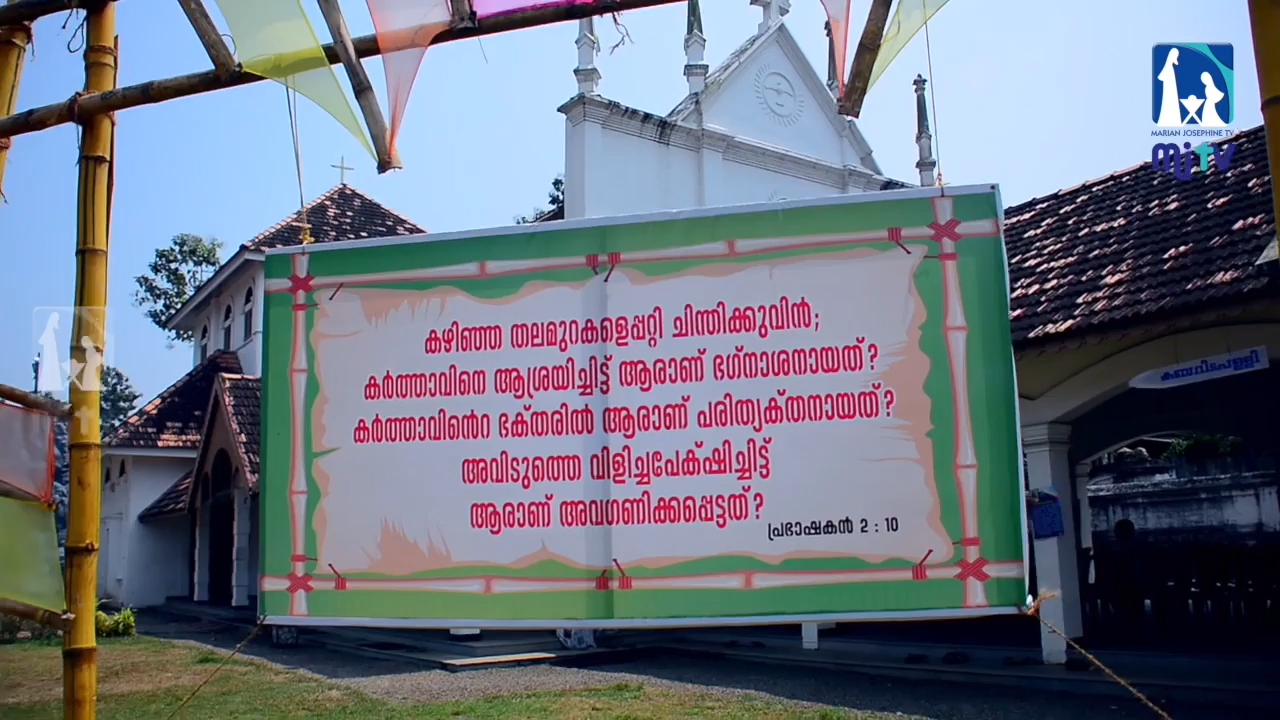 MARIAN JOSEPHINE TV
mjtv
കഴിഞ്ഞ തലമുറകളെപ്പറ്റി ചിന്തിക്കുവിൻ;
കർത്താവിനെ ആശ്രയിച്ചിട്ട് ആരാണ് ഭഗ്നാശനായത്?
കർത്താവിൻെറ ഭക്തരിൽ ആരാണ് പരിത്യക്തനായത്?
അവിടുത്തെ വിളിച്ചപേക്ഷിച്ചിട്ട്
ആരാണ് അവഗണിക്കപ്പെട്ടത്?
പ്രഭാഷകൻ 2 : 10